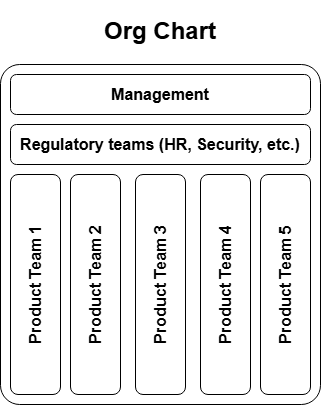 Org Chart
Management
Regulatory teams (HR, Security, etc.)
Product Team 1
Product Team 2
Product Team 3
Product Team 4
Product Team 5